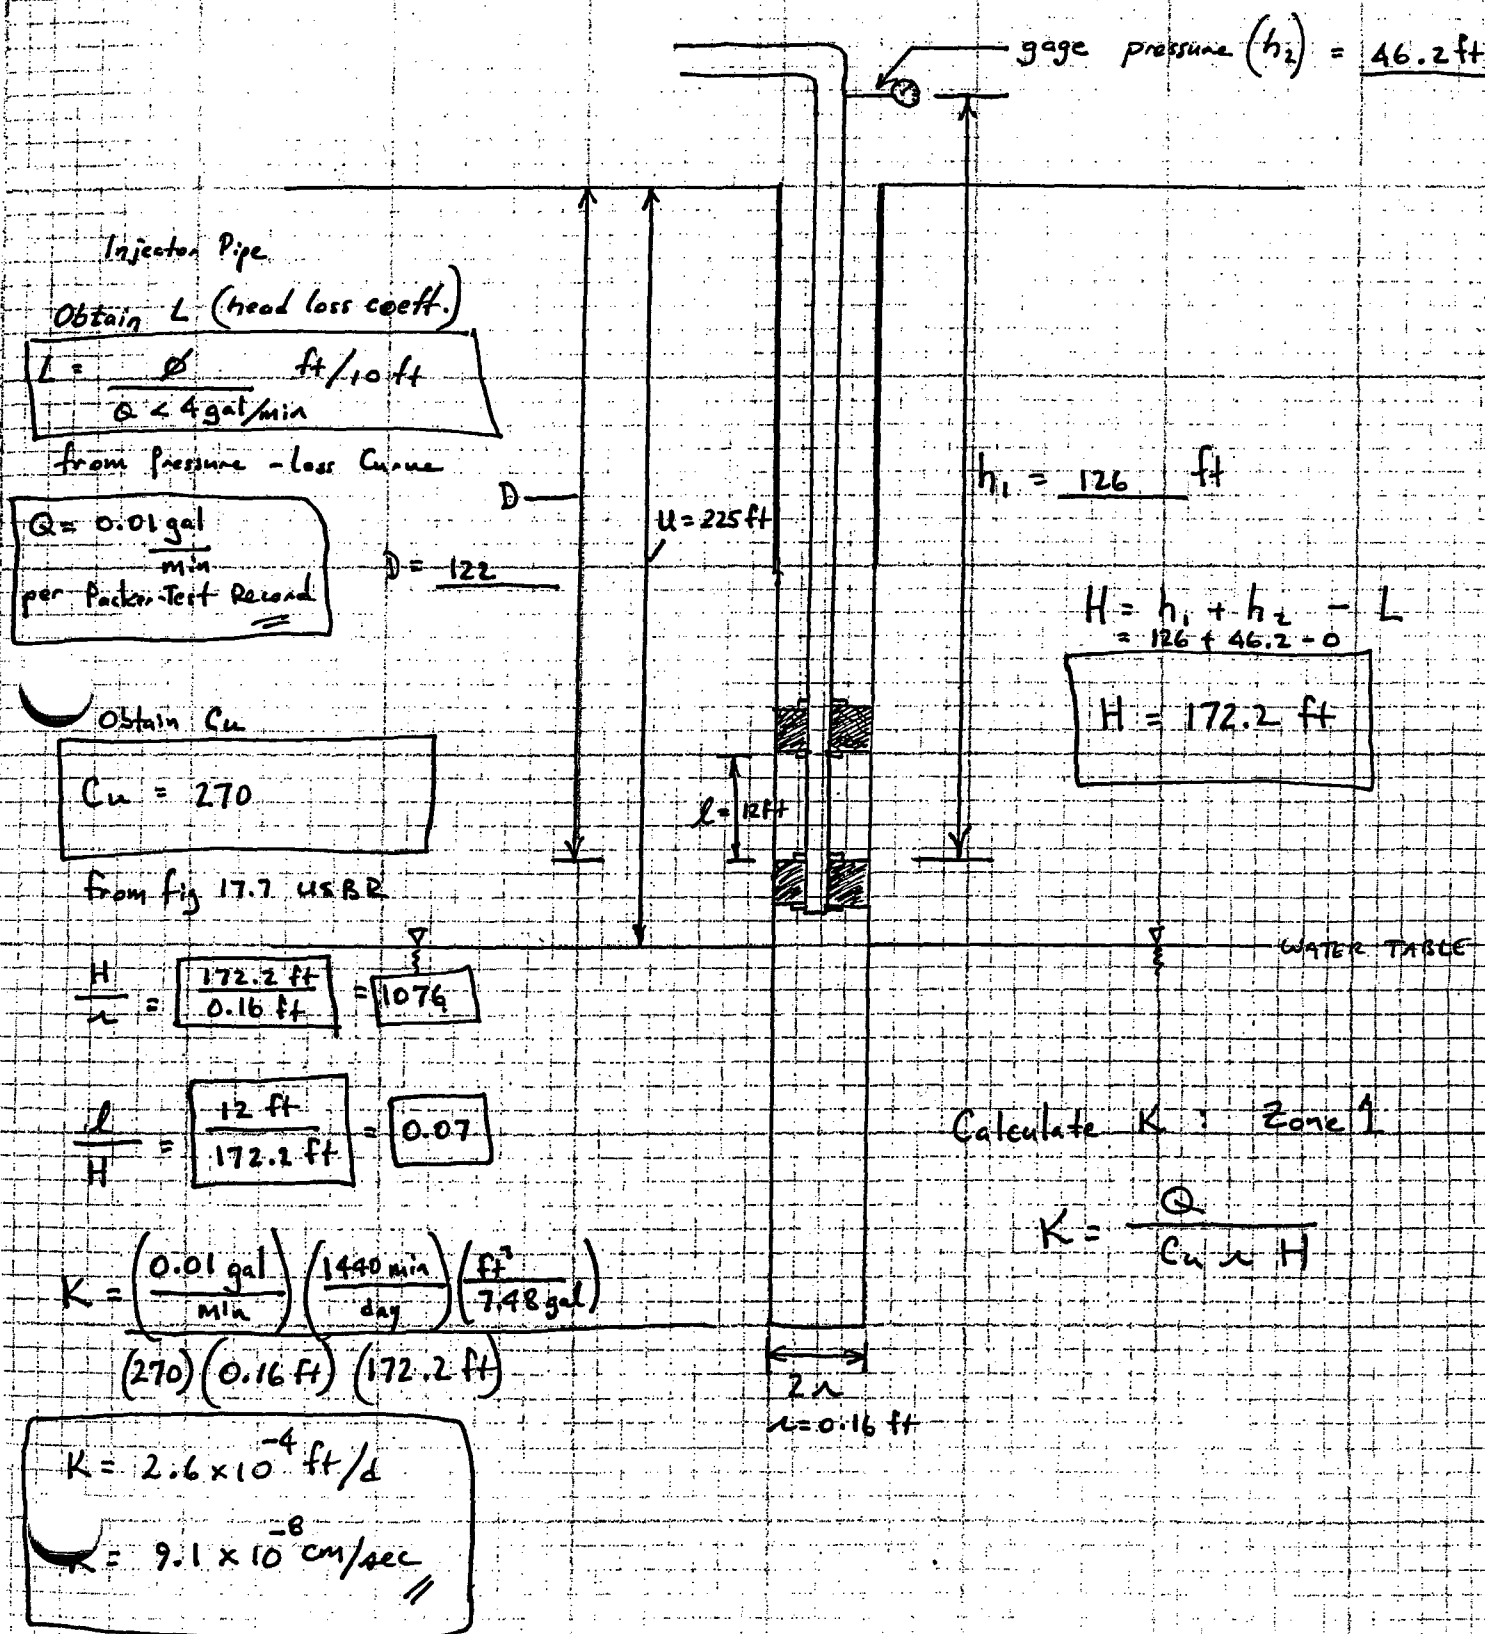 gage pressure (h₂) = 46.2 ft
Injector Pipe
Obtain L (head loss coeff.)
L = Ø ft/10 ft
Q < 4 gal/min
from Pressure-Loss Curve
Q = 0.01 gal
min
per Packer-Test Record
D
D = 122
U = 225 ft
h₁ = 126 ft
H = h₁ + h₂ - L
= 126 + 46.2 - 0
H = 172.2 ft
Obtain Cu
Cu = 270
from fig 17.7 USBR
l = 12ft
WATER TABLE
H/r = 172.2 ft / 0.16 ft = 1076
l/H = 12 ft / 172.2 ft = 0.07
Calculate K : Zone 1
K = Q / Cu r H
K = (0.01 gal / min) (1440 min / day) (ft³ / 7.48 gal)
(270) (0.16 ft) (172.2 ft)
2r
r = 0.16 ft
K = 2.6 x 10⁻⁴ ft/d
K = 9.1 x 10⁻⁸ cm/sec